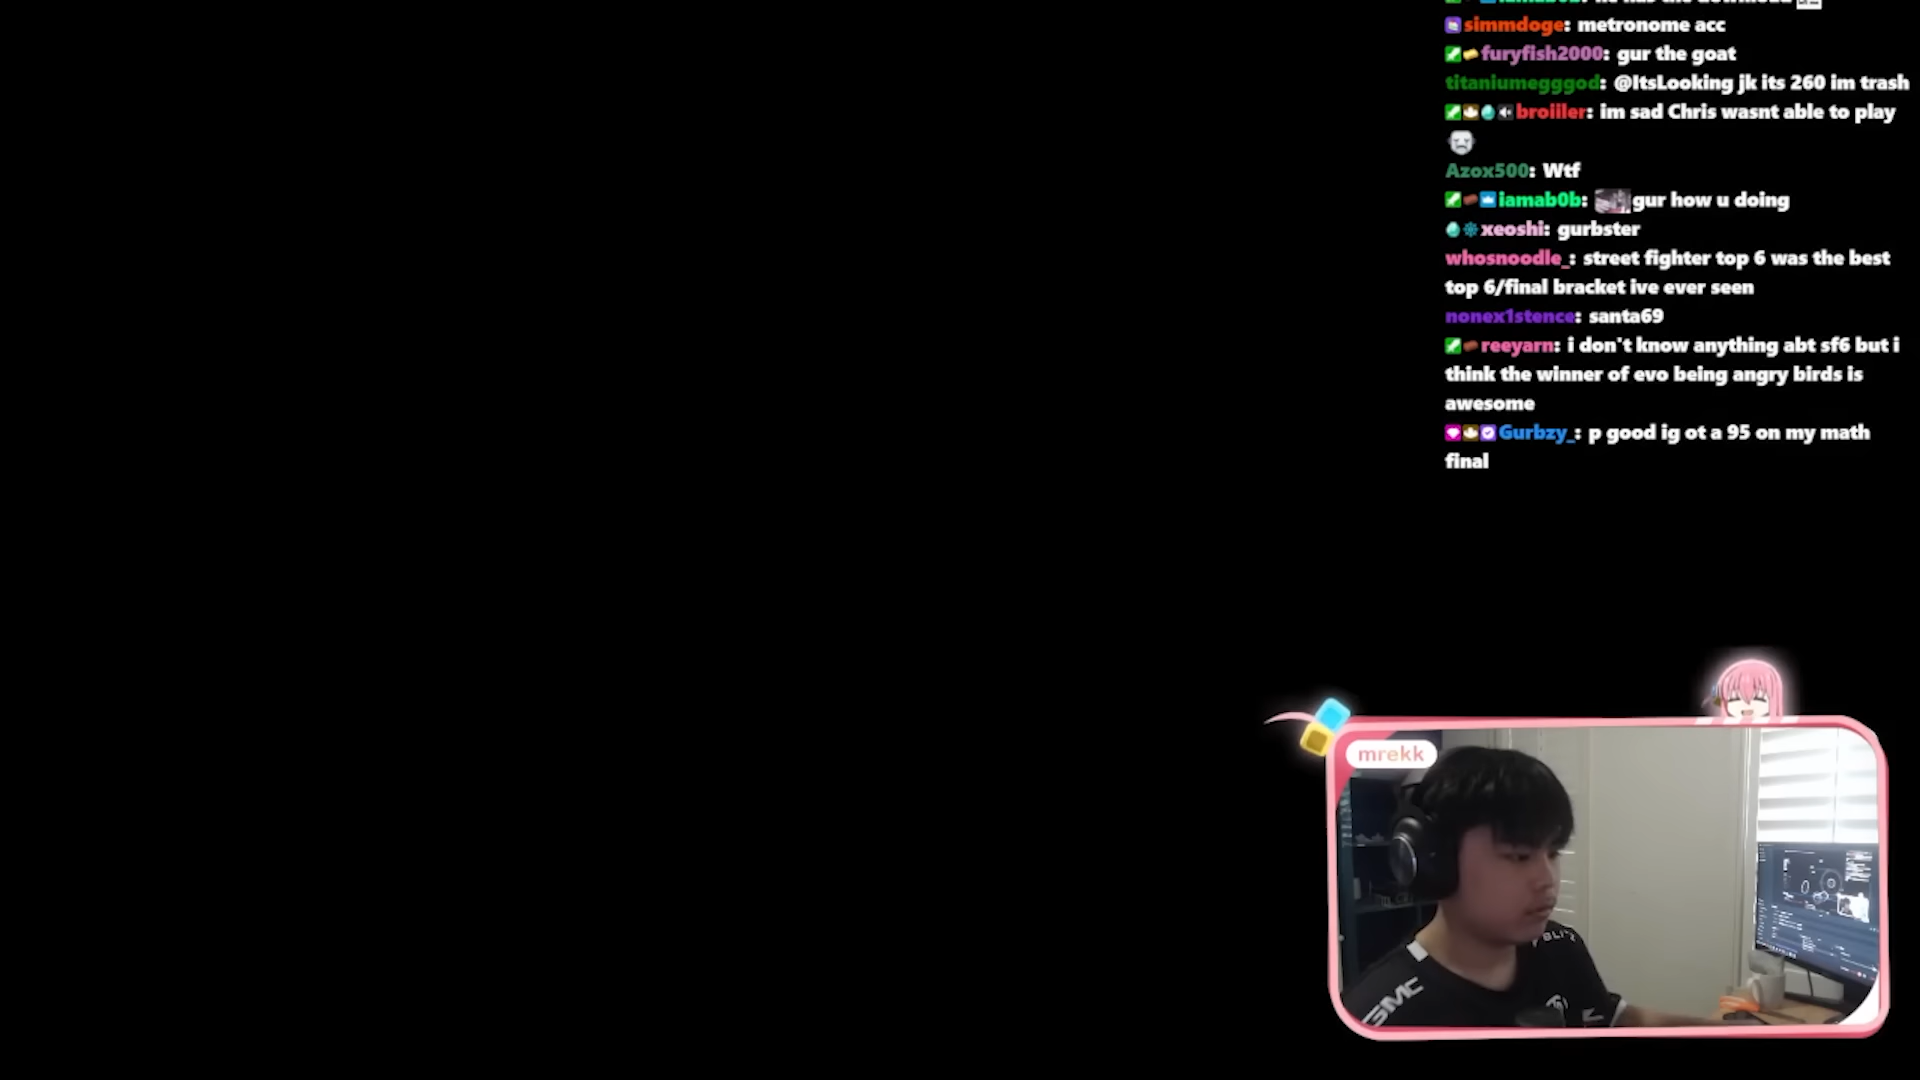 simmdoge: metronome acc
furyfish2000: gur the goat
titaniumegggod: @ItsLooking jk its 260 im trash
broiiler: im sad Chris wasnt able to play
Azox500: Wtf
iamab0b: gur how u doing
xeoshi: gurbster
whosnoodle_: street fighter top 6 was the best
top 6/final bracket ive ever seen
nonex1stence: santa69
reeyarn: i don't know anything abt sf6 but i
think the winner of evo being angry birds is
awesome
Gurbzy_: p good ig ot a 95 on my math
final
mrekk
GMC